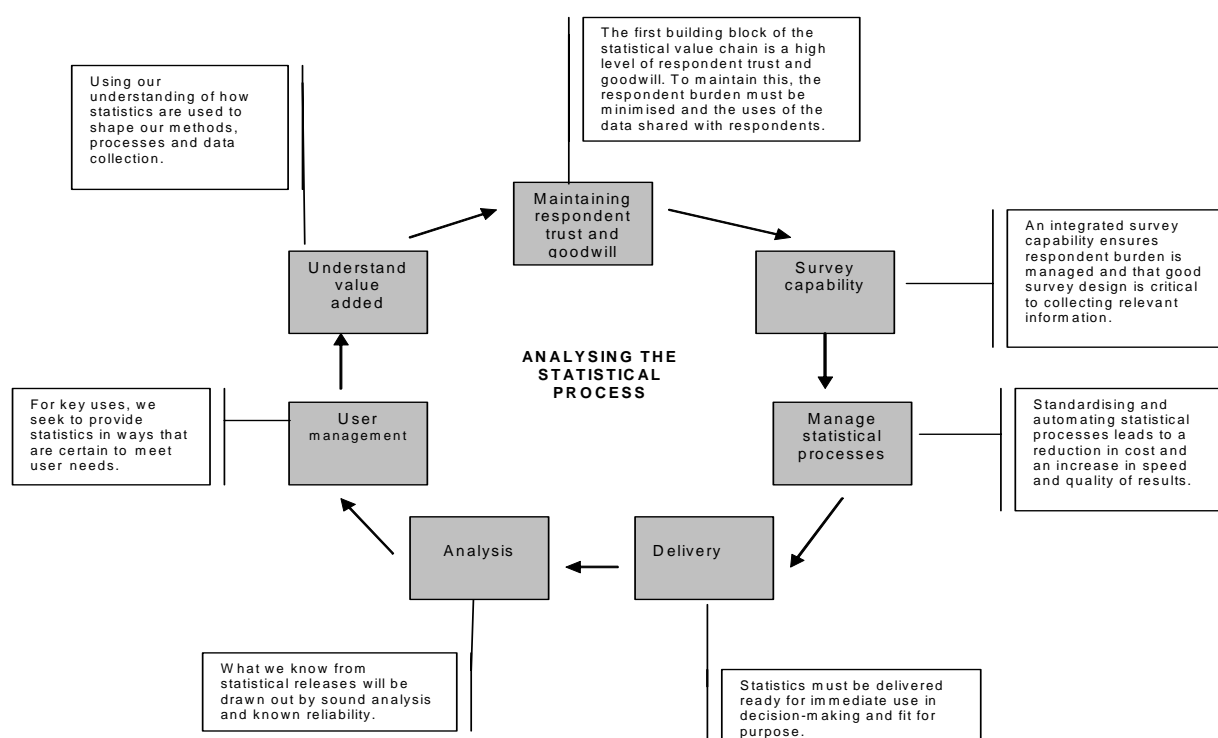 The first building block of the
statistical value chain is a high
level of respondent trust and
goodwill. To maintain this, the
respondent burden must be
minimised and the uses of the
data shared with respondents.
Using our
understanding of how
statistics are used to
shape our methods,
processes and data
collection.
Maintaining
respondent
trust and
goodwill
An integrated survey
capability ensures
respondent burden is
managed and that good
survey design is critical
to collecting relevant
information.
Understand
value
added
Survey
capability
ANALYSING THE
STATISTICAL
PROCESS
For key uses, we
seek to provide
statistics in ways that
are certain to meet
user needs.
User
management
Manage
statistical
processes
Standardising and
automating statistical
processes leads to a
reduction in cost and
an increase in speed
and quality of results.
Analysis
Delivery
What we know from
statistical releases will be
drawn out by sound analysis
and known reliability.
Statistics must be delivered
ready for immediate use in
decision-making and fit for
purpose.